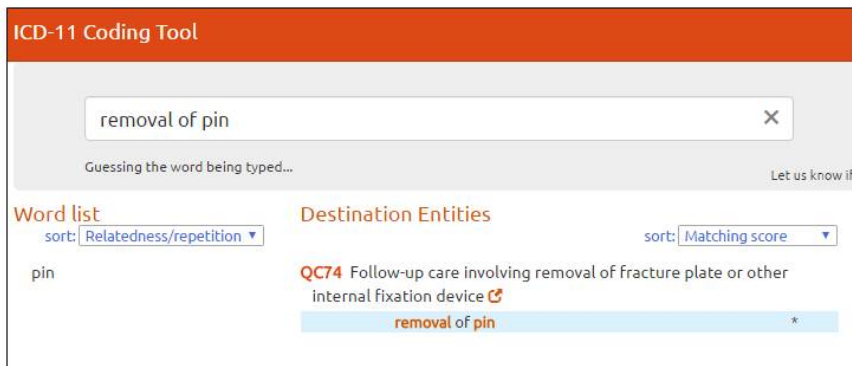 ICD-11 Coding Tool
removal of pin
Guessing the word being typed...
Let us know if
Word list
sort: Relatedness/repetition
pin
Destination Entities
sort: Matching score
QC74 Follow-up care involving removal of fracture plate or other
internal fixation device
removal of pin *